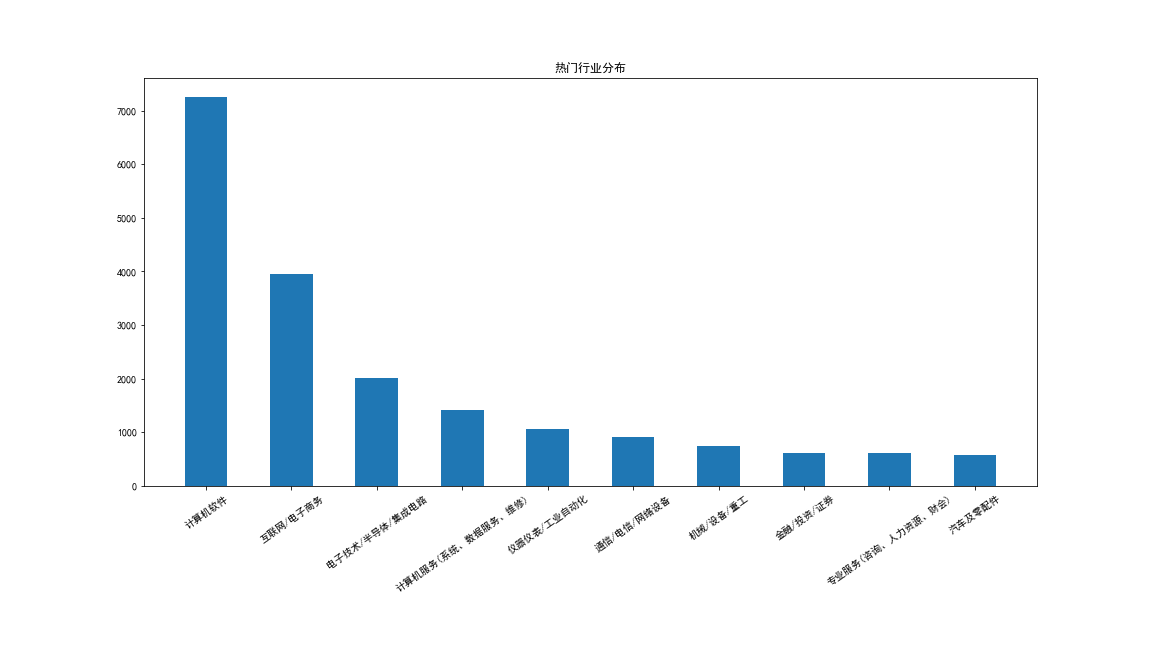 热门行业分布
7000
6000
5000
4000
3000
2000
1000
0
计算机软件
互联网/电子商务
电子技术/半导体/集成电路
计算机服务(系统、数据服务、维修)
仪器仪表/工业自动化
通信/电信/网络设备
机械/设备/重工
金融/投资/证券
专业服务(咨询、人力资源、财会)
汽车及零配件